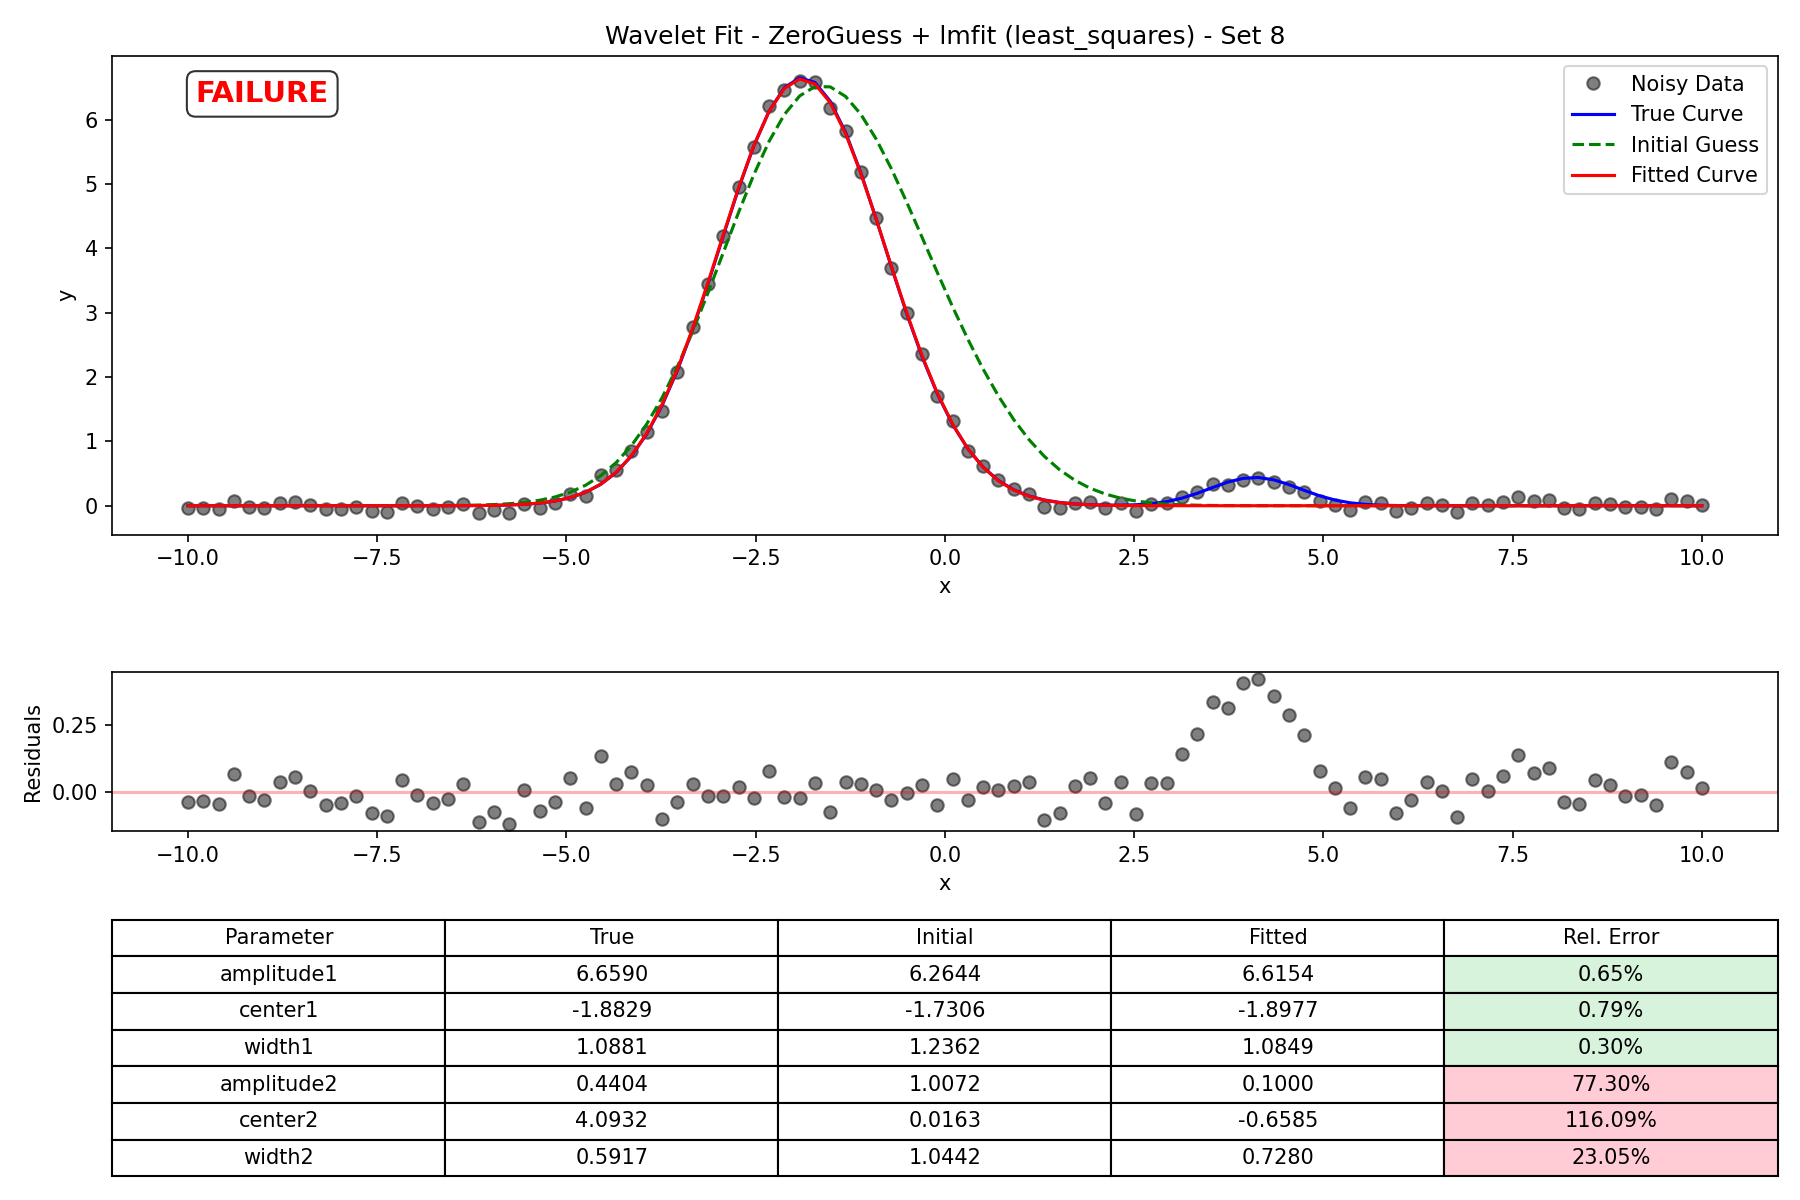 Wavelet Fit - ZeroGuess + lmfit (least_squares) - Set 8
FAILURE
Noisy Data
True Curve
Initial Guess
Fitted Curve
y
6
5
4
3
2
1
0
−10.0 −7.5 −5.0 −2.5 0.0 2.5 5.0 7.5 10.0
x
Residuals
0.25
0.00
−10.0 −7.5 −5.0 −2.5 0.0 2.5 5.0 7.5 10.0
x
Parameter True Initial Fitted Rel. Error
amplitude1 6.6590 6.2644 6.6154 0.65%
center1 -1.8829 -1.7306 -1.8977 0.79%
width1 1.0881 1.2362 1.0849 0.30%
amplitude2 0.4404 1.0072 0.1000 77.30%
center2 4.0932 0.0163 -0.6585 116.09%
width2 0.5917 1.0442 0.7280 23.05%